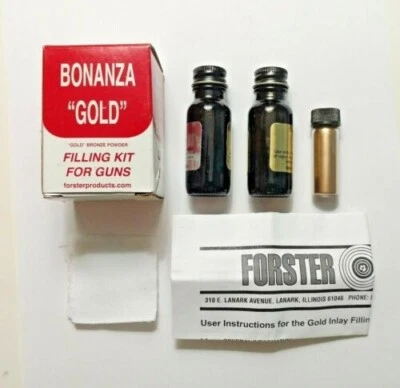 BONANZA
"GOLD"
"GOLD" BRONZE POWDER
FILLING KIT
FOR GUNS
forsterproducts.com
FORSTER
310 E. LANARK AVENUE, LANARK, ILLINOIS 61046 PHONE:
User Instructions for the Gold Inlay Fillin